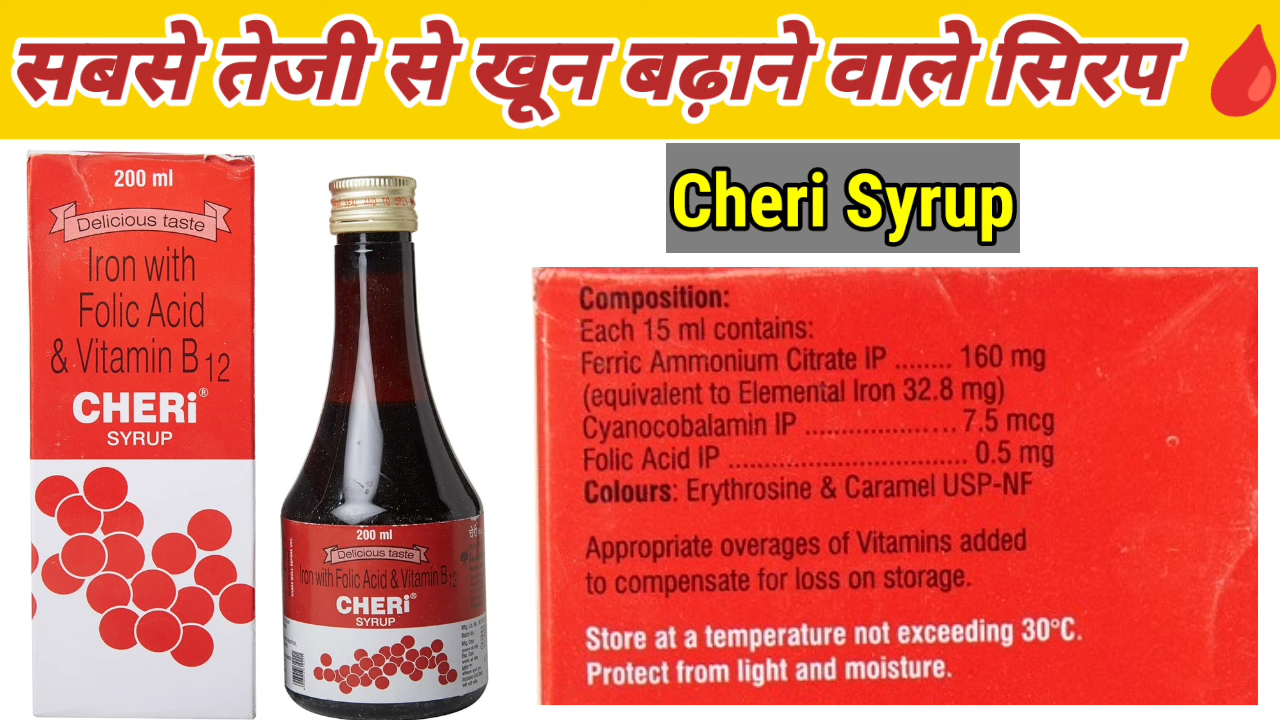 सबसे तेजी से खून बढ़ाने वाले सिरप
200 ml
Delicious taste
Iron with
Folic Acid
& Vitamin B12
CHERi®
SYRUP
200 ml
Delicious taste
Iron with Folic Acid & Vitamin B12
CHERi®
SYRUP
Cheri Syrup
Composition:
Each 15 ml contains:
Ferric Ammonium Citrate IP ........ 160 mg
(equivalent to Elemental Iron 32.8 mg)
Cyanocobalamin IP .................... 7.5 mcg
Folic Acid IP ............................... 0.5 mg
Colours: Erythrosine & Caramel USP-NF
Appropriate overages of Vitamins added
to compensate for loss on storage.
Store at a temperature not exceeding 30°C.
Protect from light and moisture.